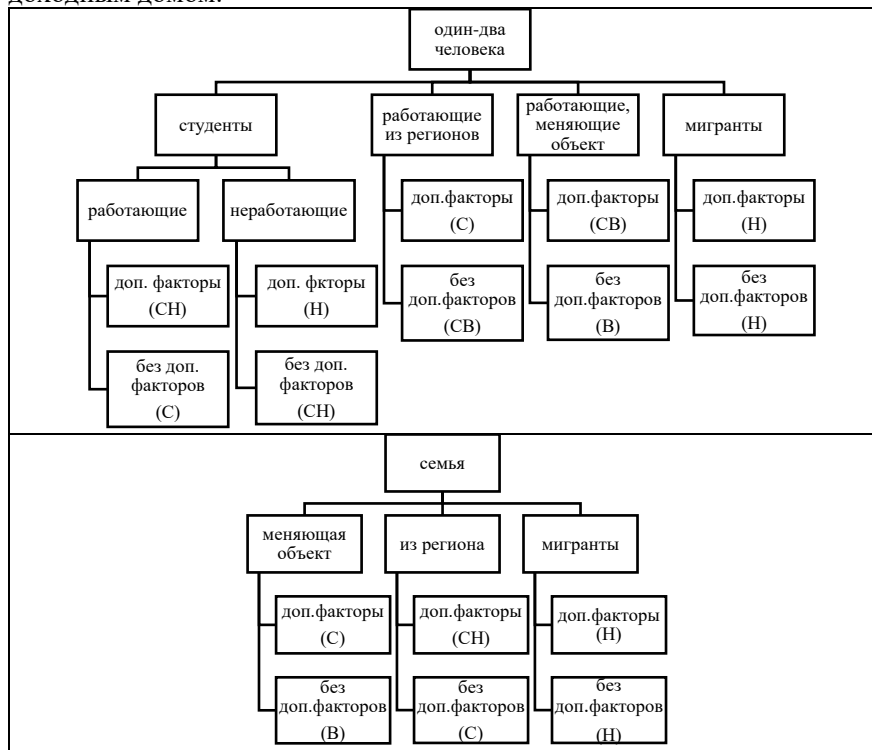 доходным домом.
один-два
человека
студенты
работающие
из регионов
работающие,
меняющие
объект
мигранты
работающие
неработающие
доп.факторы
(С)
доп.факторы
(СВ)
доп.факторы
(Н)
доп. факторы
(СН)
доп. фкторы
(Н)
без
доп.факторов
(СВ)
без
доп.факторов
(В)
без
доп.факторов
(Н)
без доп.
факторов
(С)
без доп.
факторов
(СН)
семья
меняющая
объект
из региона
мигранты
доп.факторы
(С)
доп.факторы
(СН)
доп.факторы
(Н)
без
доп.факторов
(В)
без
доп.факторов
(С)
без
доп.факторов
(Н)